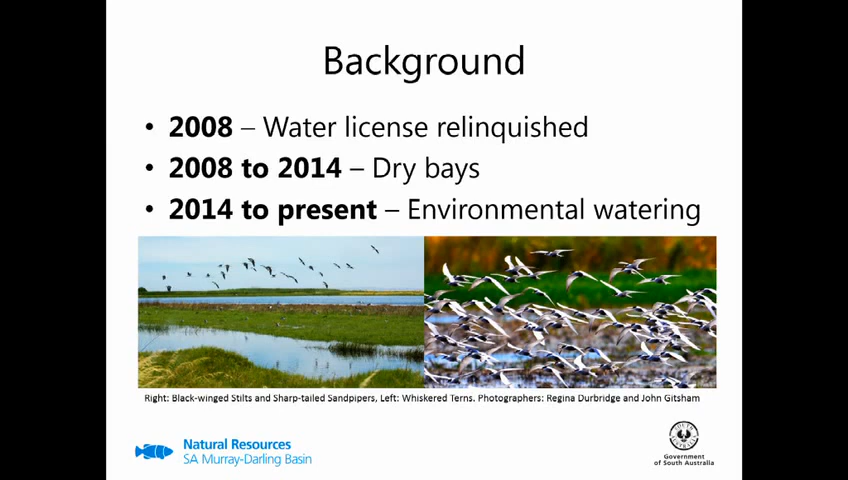 Background
• 2008 – Water license relinquished
• 2008 to 2014 – Dry bays
• 2014 to present – Environmental watering
Right: Black-winged Stilts and Sharp-tailed Sandpipers, Left: Whiskered Terns. Photographers: Regina Durbridge and John Gitsham
Natural Resources
SA Murray-Darling Basin
Government
of South Australia